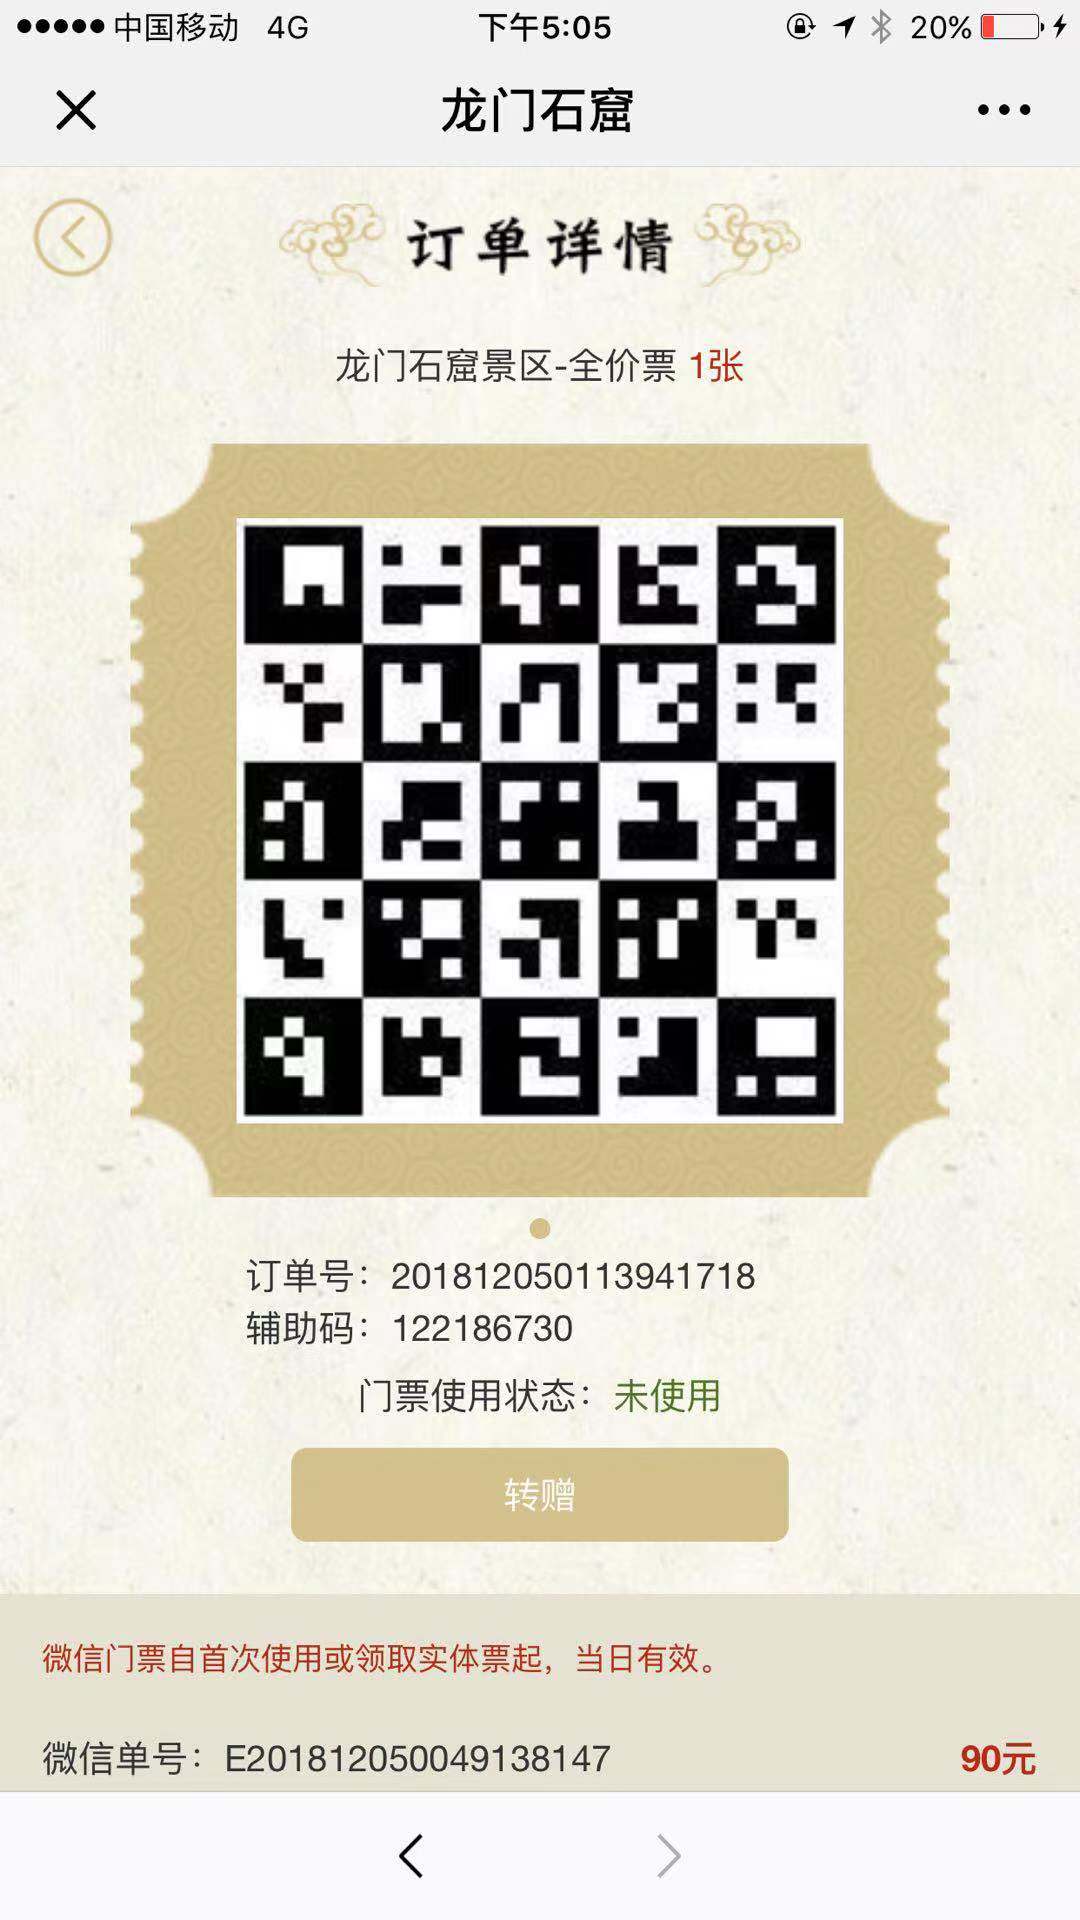 中国移动 4G 下午5:05 20%
龙门石窟
订单详情
龙门石窟景区-全价票 1张
订单号：201812050113941718
辅助码：122186730
门票使用状态：未使用
转赠
微信门票自首次使用或领取实体票起，当日有效。
微信单号：E201812050049138147 90元